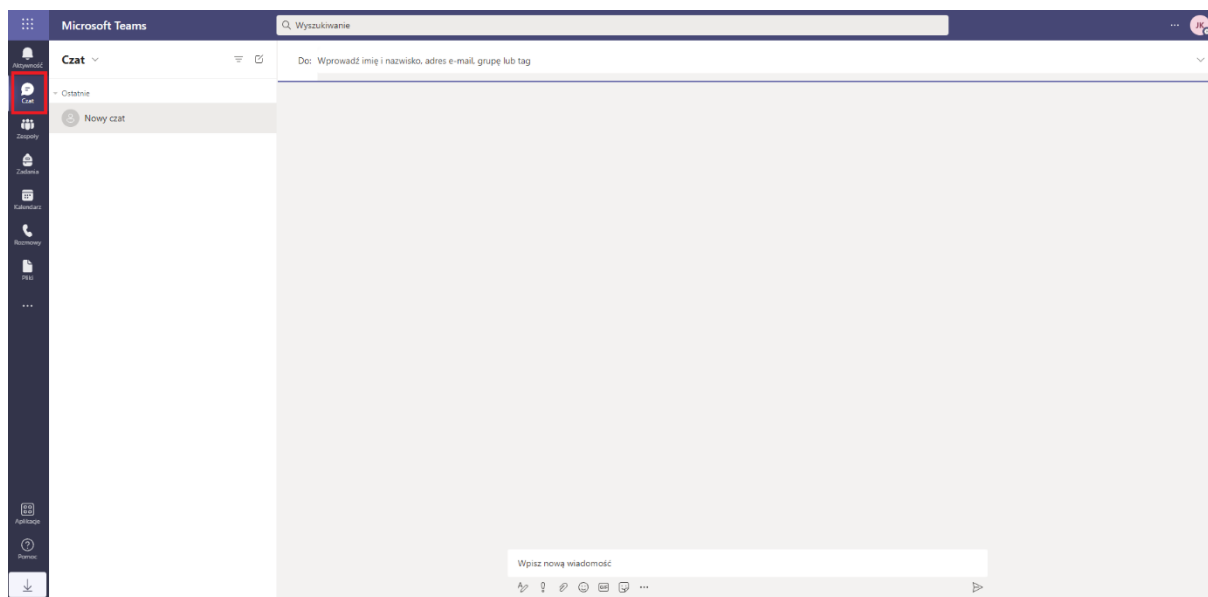 Microsoft Teams
Wyszukiwanie
JK
Aktywność
Czat
Zespoły
Zadania
Kalendarz
Rozmowy
Pliki
Aplikacje
Pomoc
Czat
Ostatnie
Nowy czat
Do: Wprowadź imię i nazwisko, adres e-mail, grupę lub tag
Wpisz nową wiadomość
GIF